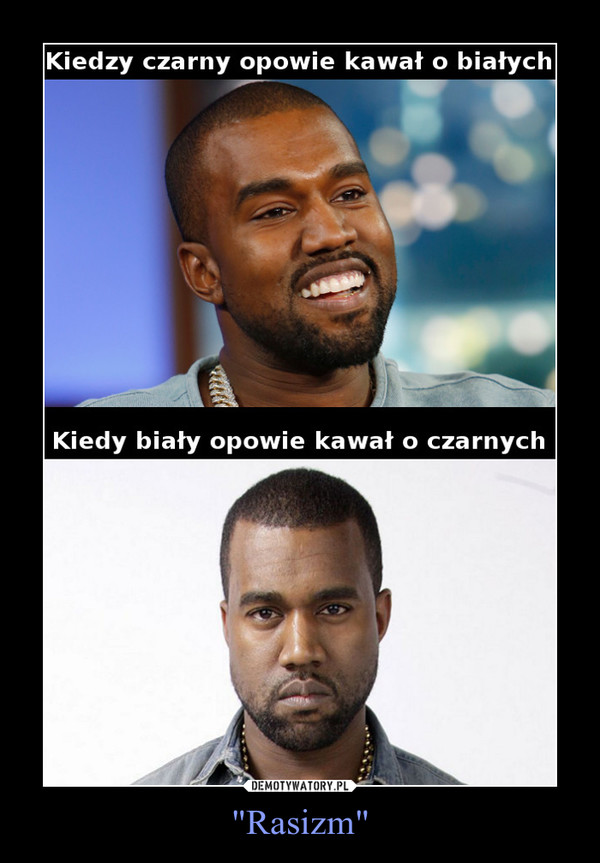 Kiedzy czarny opowie kawał o białych
Kiedy biały opowie kawał o czarnych
DEMOTYWATORY.PL
"Rasizm"